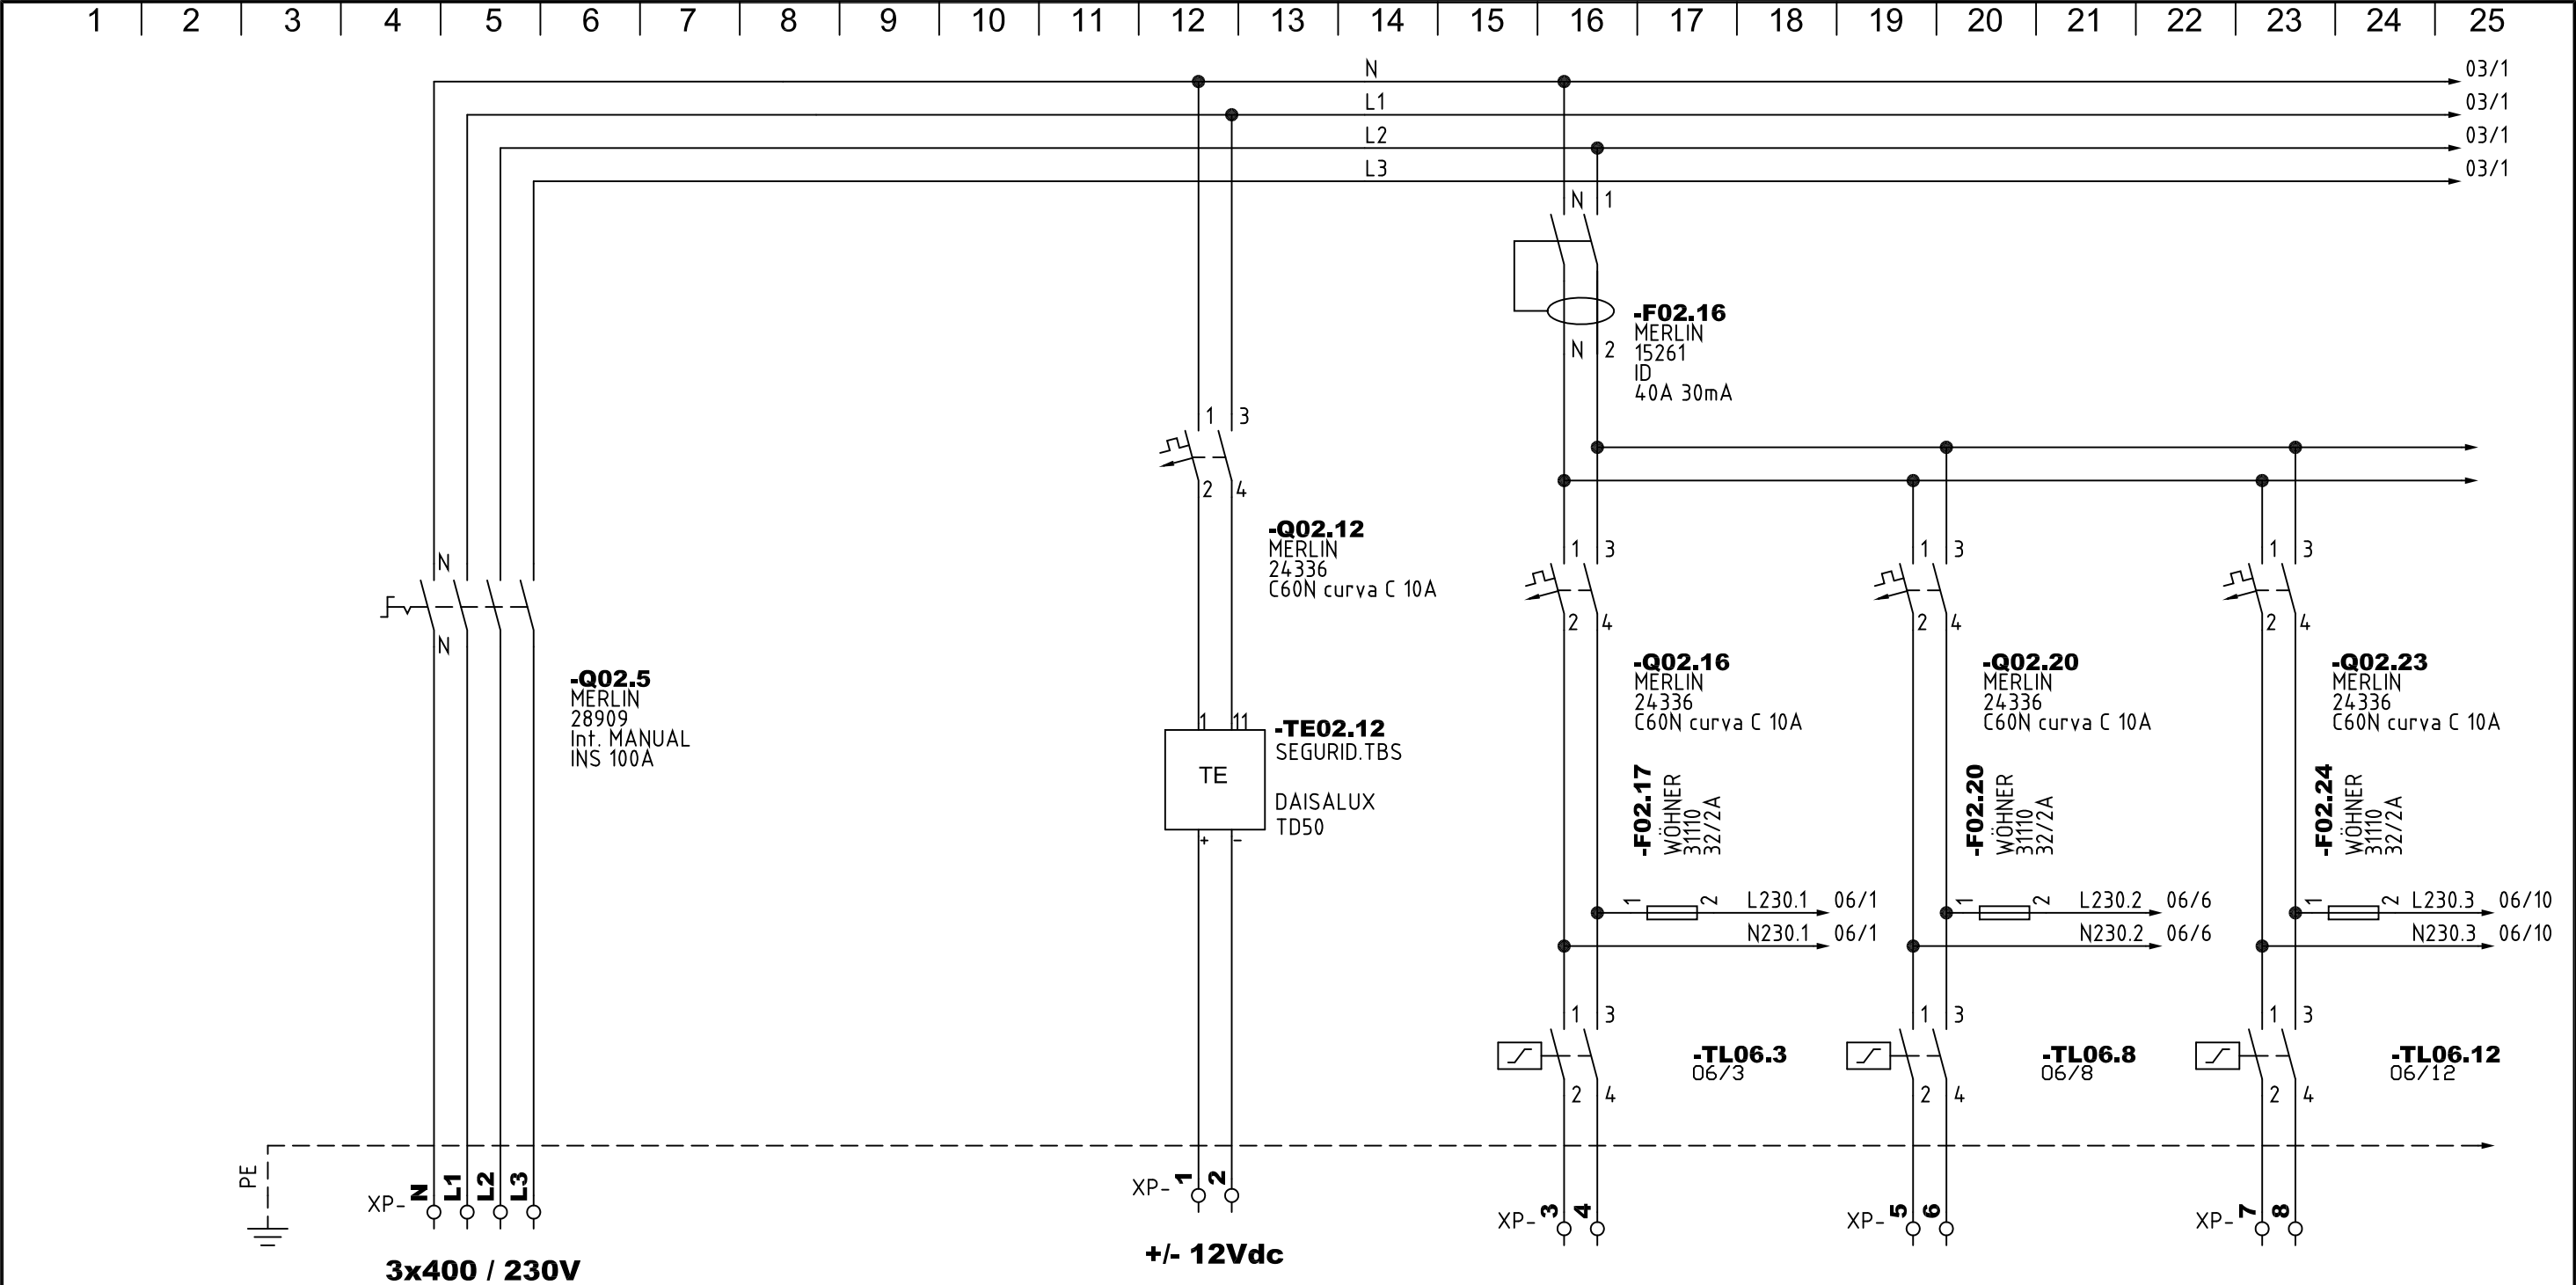 1 2 3 4 5 6 7 8 9 10 11 12 13 14 15 16 17 18 19 20 21 22 23 24 25
N 03/1
L1 03/1
L2 03/1
L3 03/1
N 1
-F02.16
MERLIN
15261
ID
40A 30mA
N 2
1 3
2 4
-Q02.12
MERLIN
24336
C60N curva C 10A
N
N
-Q02.5
MERLIN
28909
Int. MANUAL
INS 100A
1 3
2 4
-Q02.16
MERLIN
24336
C60N curva C 10A
1 3
2 4
-Q02.20
MERLIN
24336
C60N curva C 10A
1 3
2 4
-Q02.23
MERLIN
24336
C60N curva C 10A
1 11
TE
+ -
-TE02.12
SEGURID.TBS
DAISALUX
TD50
-F02.17
WÖHNER
31110
32/2A
-F02.20
WÖHNER
31110
32/2A
-F02.24
WÖHNER
31110
32/2A
1 2 L230.1 06/1
N230.1 06/1
1 2 L230.2 06/6
N230.2 06/6
1 2 L230.3 06/10
N230.3 06/10
1 3
2 4
-TL06.3
06/3
1 3
2 4
-TL06.8
06/8
1 3
2 4
-TL06.12
06/12
PE
XP- N L1 L2 L3
3x400 / 230V
XP- 1 2
+/- 12Vdc
XP- 3 4
XP- 5 6
XP- 7 8